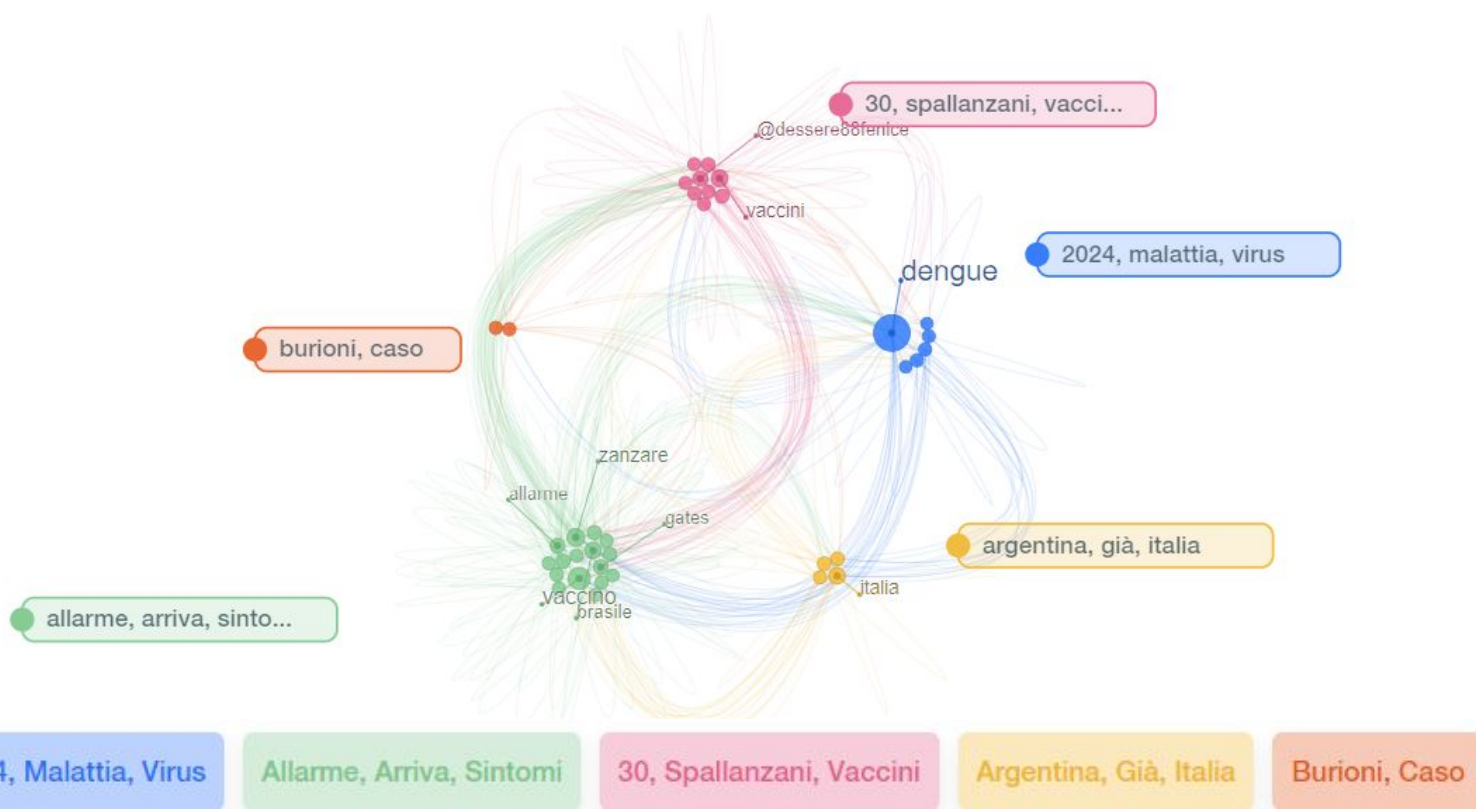 30, spallanzani, vacci...
@dessere88fenice
vaccini
2024, malattia, virus
dengue
burioni, caso
zanzare
allarme
gates
argentina, già, italia
italia
vaccino
brasile
allarme, arriva, sinto...
4, Malattia, Virus
Allarme, Arriva, Sintomi
30, Spallanzani, Vaccini
Argentina, Già, Italia
Burioni, Caso